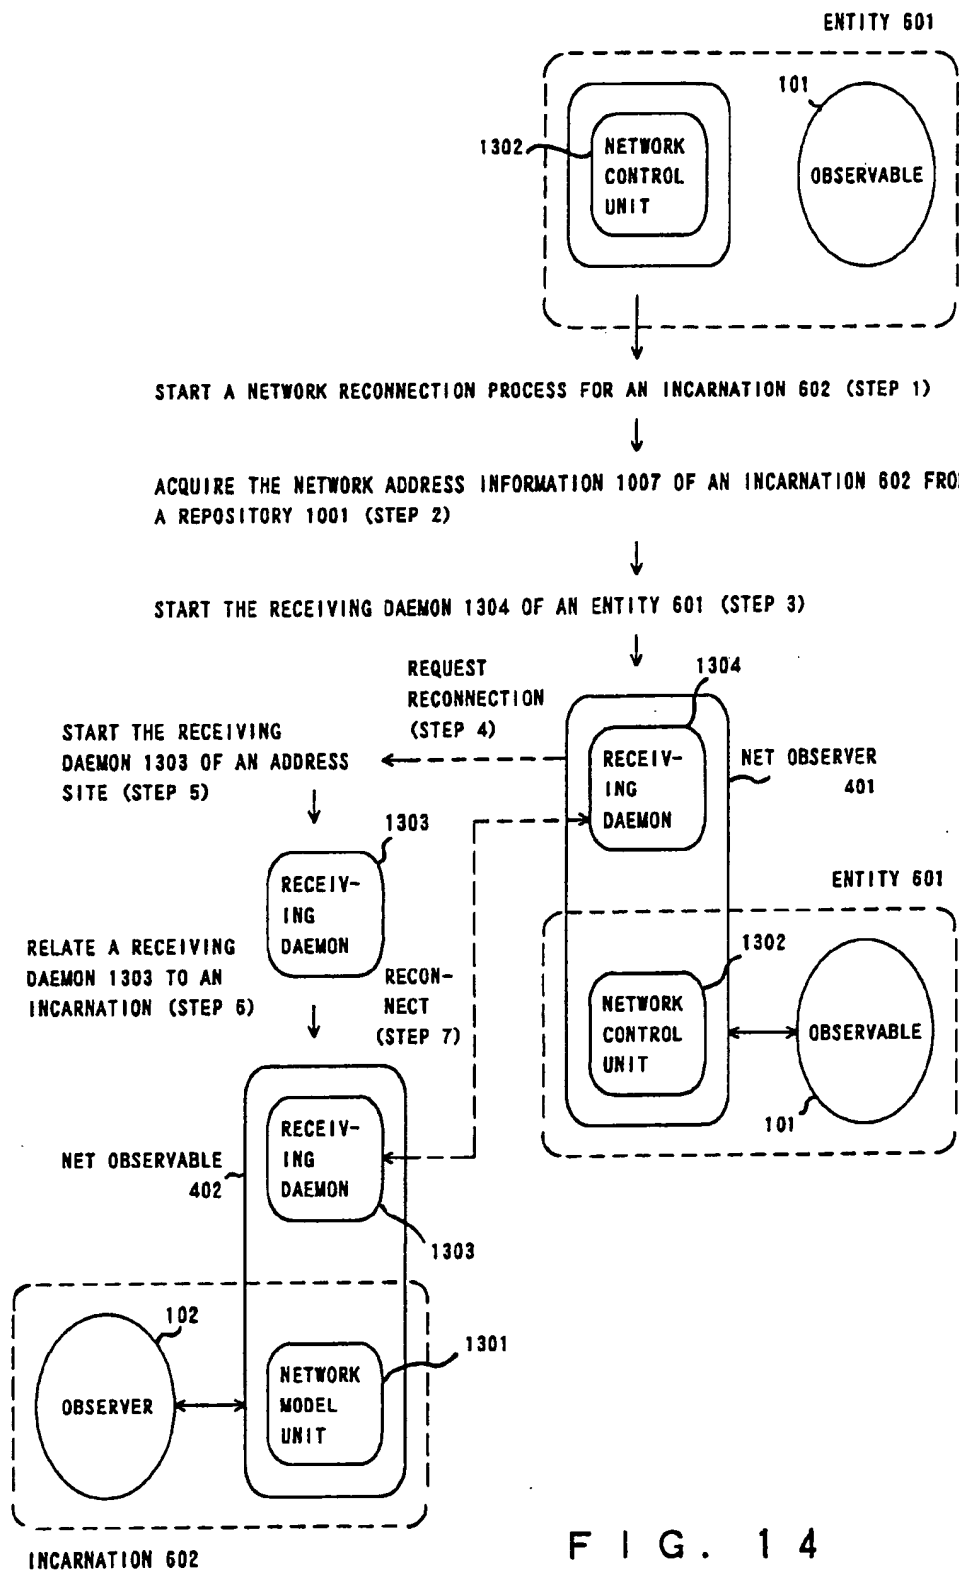 ENTITY 601
101
1302
NETWORK
CONTROL
UNIT
OBSERVABLE
START A NETWORK RECONNECTION PROCESS FOR AN INCARNATION 602 (STEP 1)
ACQUIRE THE NETWORK ADDRESS INFORMATION 1007 OF AN INCARNATION 602 FRO
A REPOSITORY 1001 (STEP 2)
START THE RECEIVING DAEMON 1304 OF AN ENTITY 601 (STEP 3)
REQUEST
RECONNECTION
(STEP 4)
1304
START THE RECEIVING
DAEMON 1303 OF AN ADDRESS
SITE (STEP 5)
RECEIV-
ING
DAEMON
NET OBSERVER
401
1303
RECEIV-
ING
DAEMON
ENTITY 601
RELATE A RECEIVING
DAEMON 1303 TO AN
INCARNATION (STEP 6)
RECON-
NECT
(STEP 7)
1302
NETWORK
CONTROL
UNIT
OBSERVABLE
101
RECEIV-
ING
DAEMON
NET OBSERVABLE
402
1303
102
1301
OBSERVER
NETWORK
MODEL
UNIT
INCARNATION 602
FIG. 14